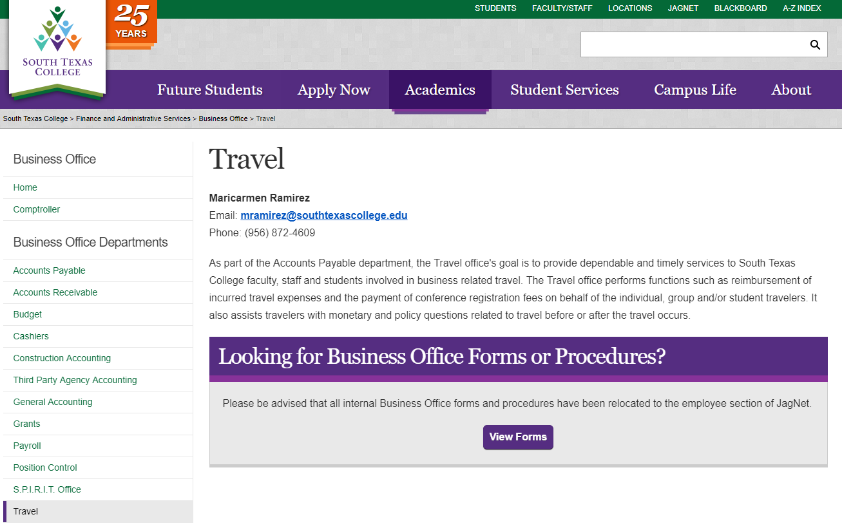 STUDENTS FACULTY/STAFF LOCATIONS JAGNET BLACKBOARD A-Z INDEX
25
YEARS
SOUTH TEXAS
COLLEGE
Future Students Apply Now Academics Student Services Campus Life About
South Texas College > Finance and Administrative Services > Business Office > Travel
Business Office
Home
Comptroller
Business Office Departments
Accounts Payable
Accounts Receivable
Budget
Cashiers
Construction Accounting
Third Party Agency Accounting
General Accounting
Grants
Payroll
Position Control
S.P.I.R.I.T. Office
Travel
Travel
Maricarmen Ramirez
Email: mramirez@southtexascollege.edu
Phone: (956) 872-4609
As part of the Accounts Payable department, the Travel office's goal is to provide dependable and timely services to South Texas
College faculty, staff and students involved in business related travel. The Travel office performs functions such as reimbursement of
incurred travel expenses and the payment of conference registration fees on behalf of the individual, group and/or student travelers. It
also assists travelers with monetary and policy questions related to travel before or after the travel occurs.
Looking for Business Office Forms or Procedures?
Please be advised that all internal Business Office forms and procedures have been relocated to the employee section of JagNet.
View Forms